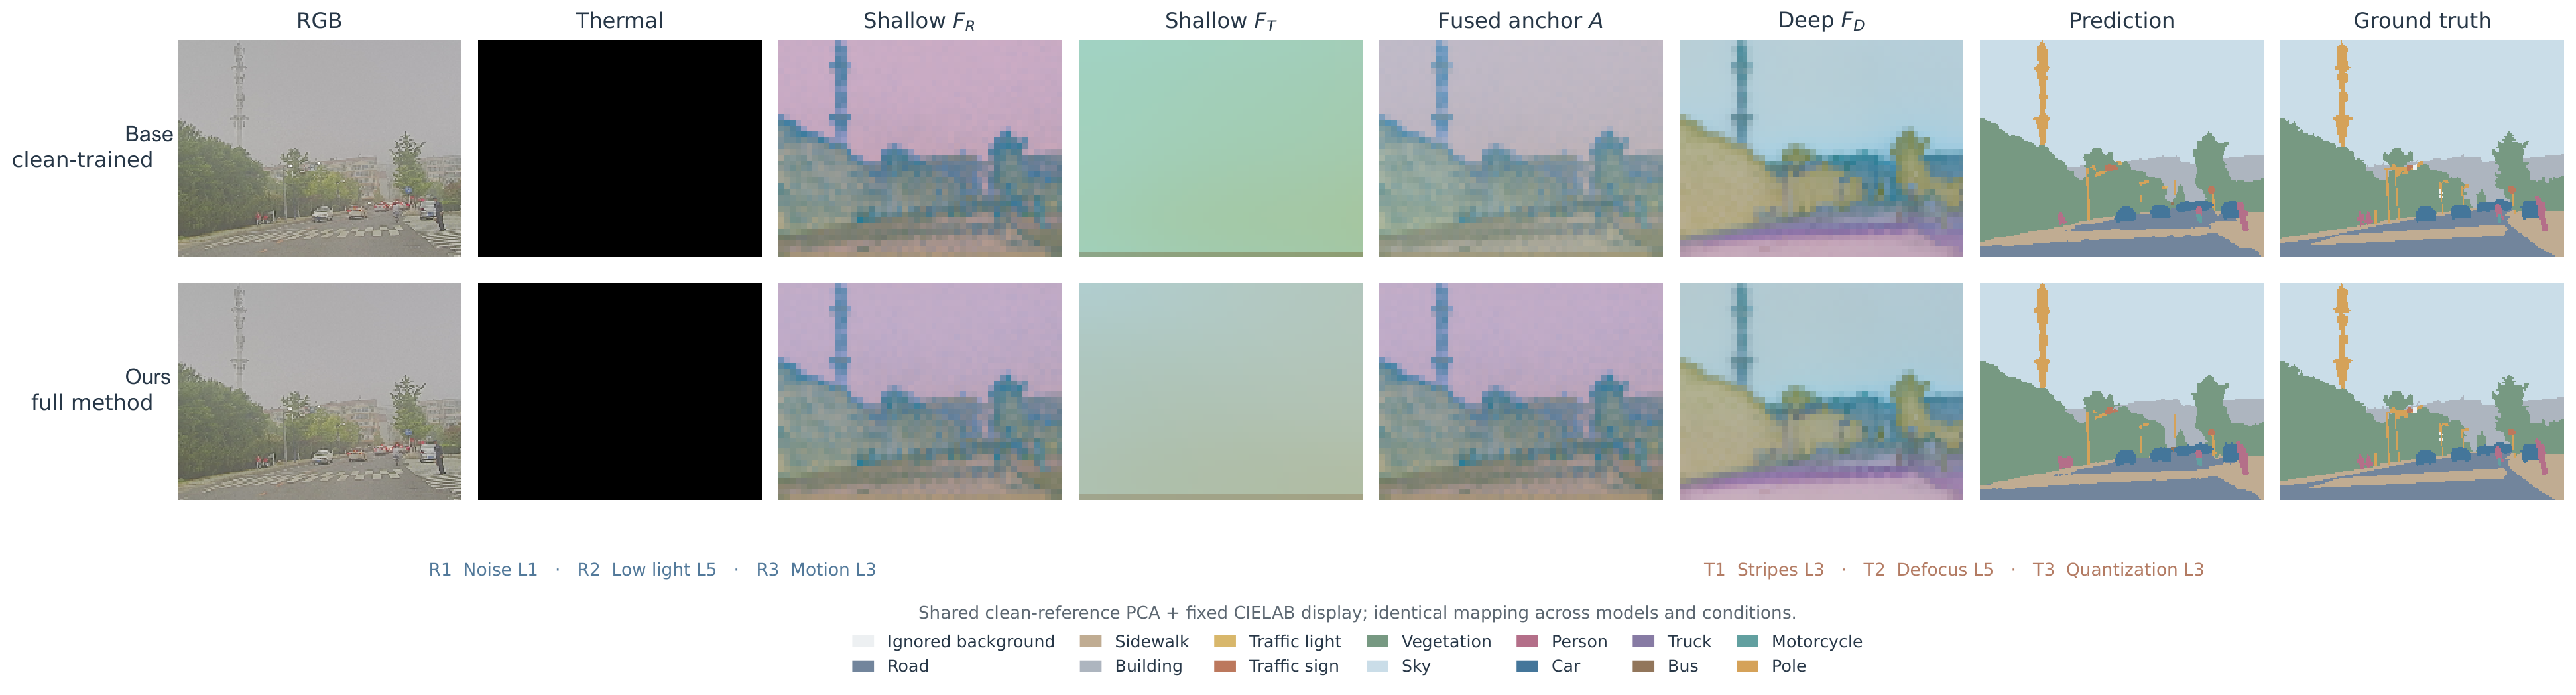 RGB Thermal Shallow F_R Shallow F_T Fused anchor A Deep F_D Prediction Ground truth
Base
clean-trained
Ours
full method
R1 Noise L1 · R2 Low light L5 · R3 Motion L3 T1 Stripes L3 · T2 Defocus L5 · T3 Quantization L3
Shared clean-reference PCA + fixed CIELAB display; identical mapping across models and conditions.
Ignored background Sidewalk Traffic light Vegetation Person Truck Motorcycle
Road Building Traffic sign Sky Car Bus Pole